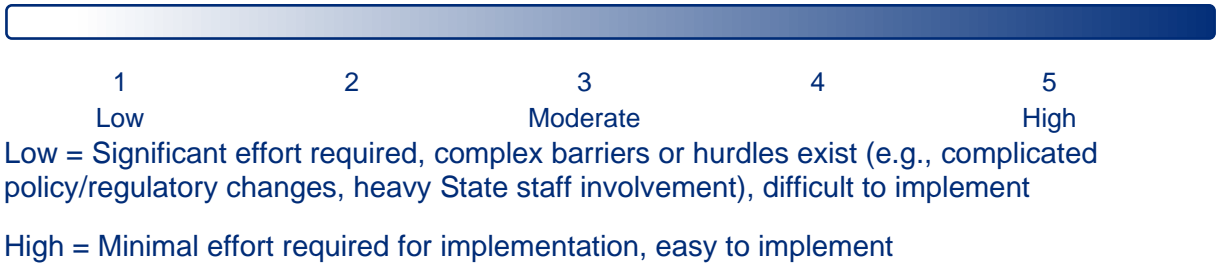 1 2 3 4 5
Low Moderate High
Low = Significant effort required, complex barriers or hurdles exist (e.g., complicated
policy/regulatory changes, heavy State staff involvement), difficult to implement
High = Minimal effort required for implementation, easy to implement